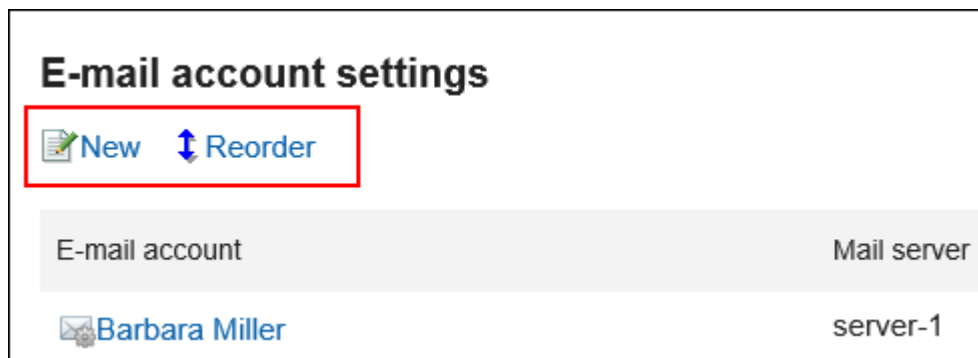 E-mail account settings
New Reorder
E-mail account Mail server
Barbara Miller server-1